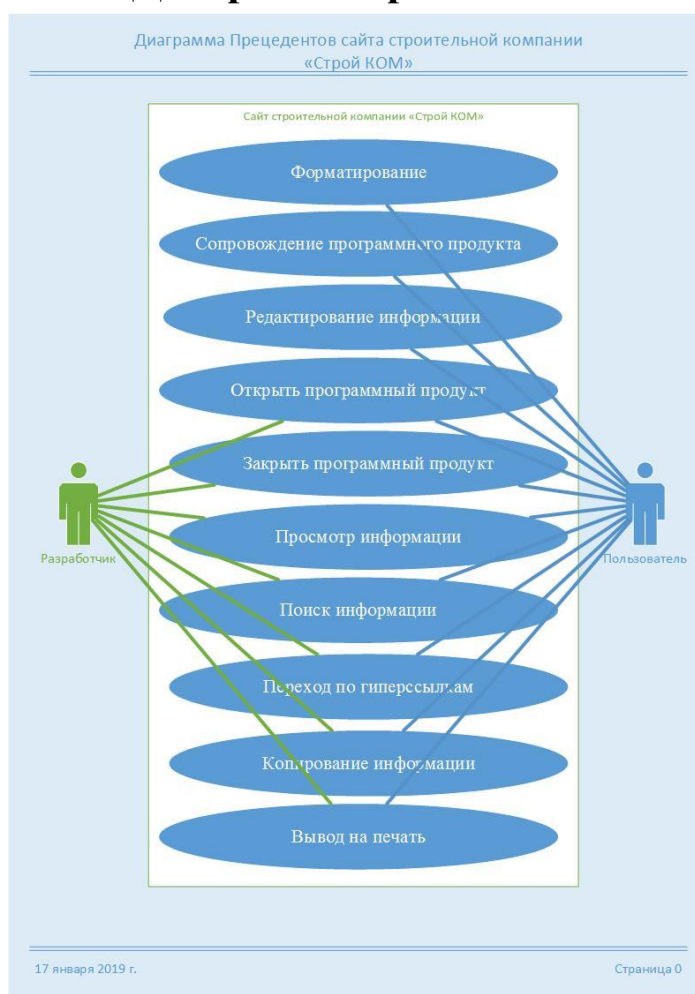 Диаграмма Прецедентов сайта строительной компании
«Строй КОМ»
Сайт строительной компании «Строй КОМ»
Форматирование
Сопровождение программного продукта
Редактирование информации
Открыть программный продукт
Закрыть программный продукт
Просмотр информации
Разработчик
Пользователь
Поиск информации
Переход по гиперссылкам
Копирование информации
Вывод на печать
17 января 2019 г.
Страница 0